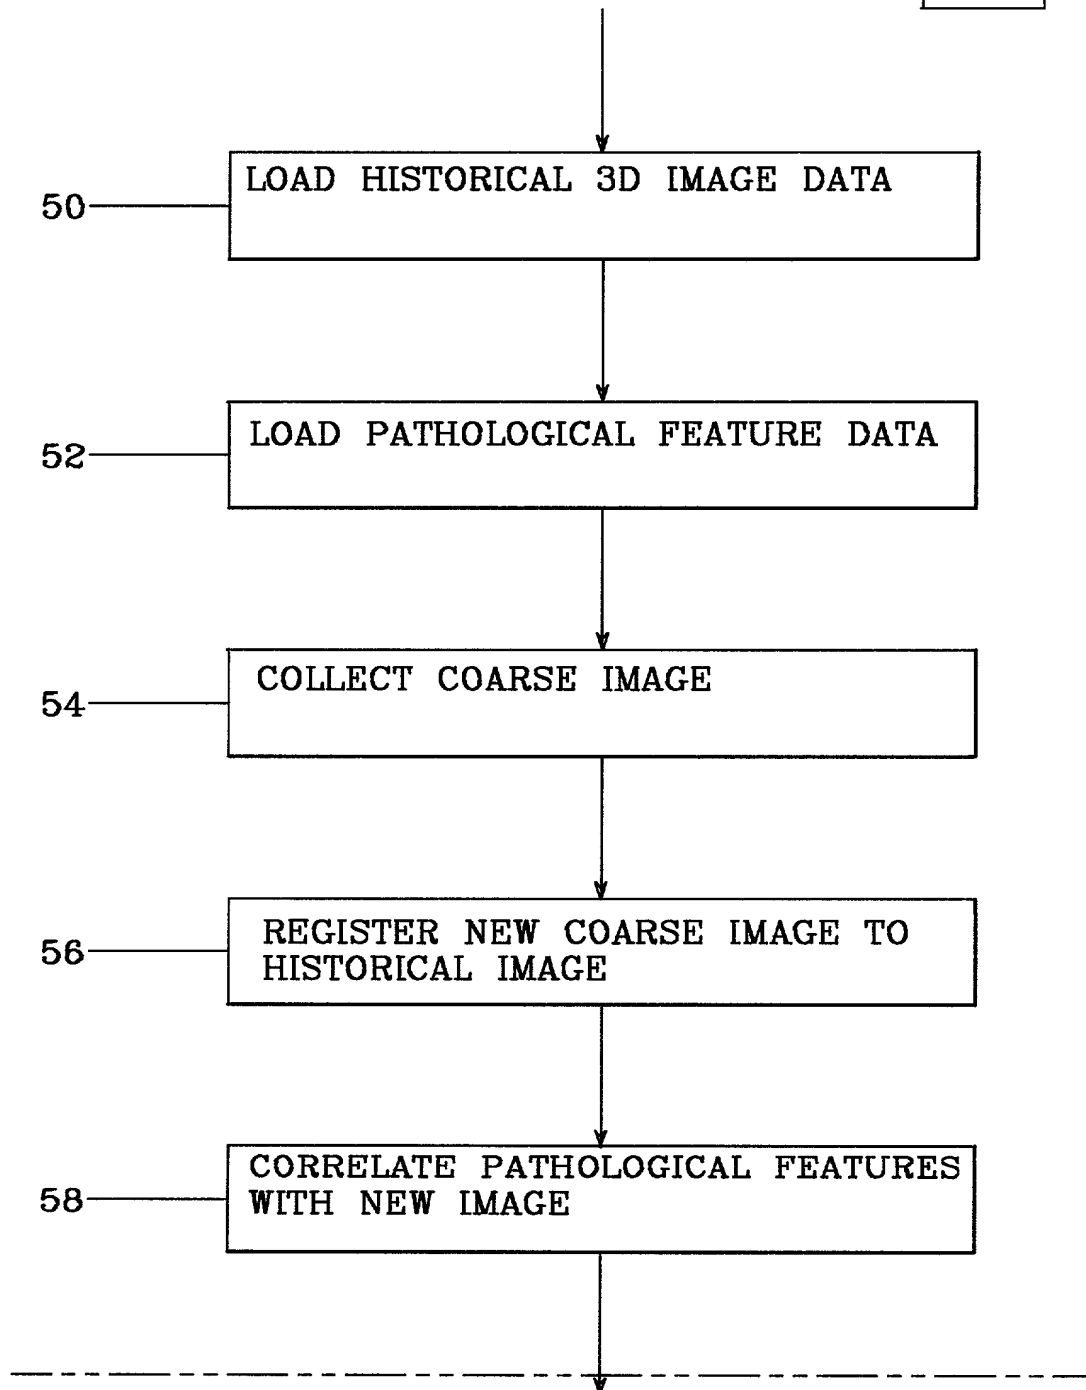 LOAD HISTORICAL 3D IMAGE DATA
50
LOAD PATHOLOGICAL FEATURE DATA
52
COLLECT COARSE IMAGE
54
REGISTER NEW COARSE IMAGE TO
HISTORICAL IMAGE
56
CORRELATE PATHOLOGICAL FEATURES
WITH NEW IMAGE
58